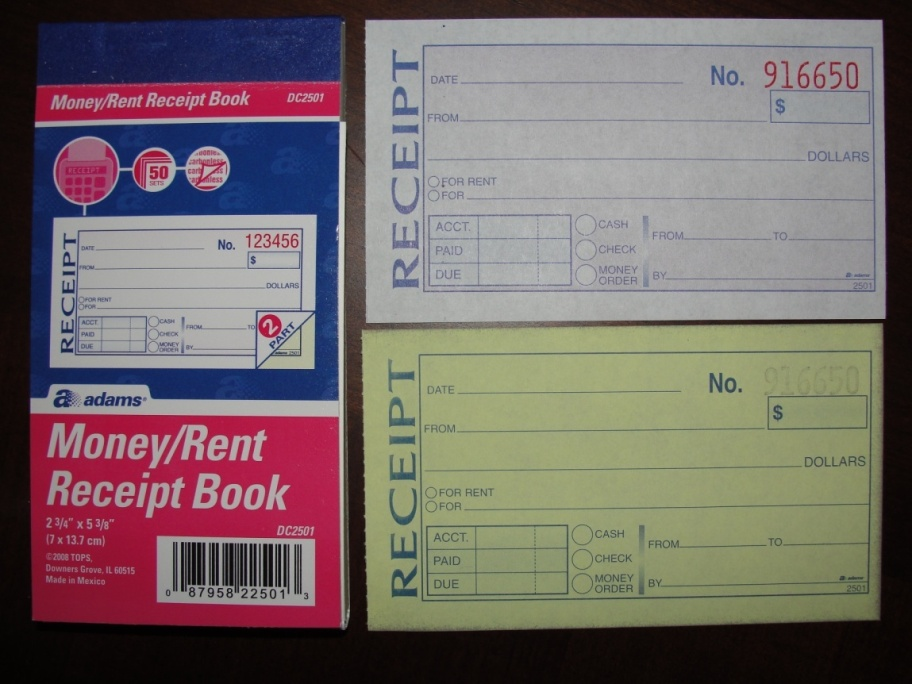 Money/Rent Receipt Book DC2501
RECEIPT
50
SETS
carbonless
RECEIPT
DATE No. 123456
FROM $
DOLLARS
FOR RENT
FOR
ACCT. CASH
PAID CHECK FROM TO
DUE MONEY ORDER BY
adams 2501
2 PART
a adams®
Money/Rent
Receipt Book
2 3/4" x 5 3/8"
(7 x 13.7 cm)
DC2501
©2008 TOPS,
Downers Grove, IL 60515
Made in Mexico
0 87958 22501 3
RECEIPT
DATE No. 916650
FROM $
DOLLARS
FOR RENT
FOR
ACCT. CASH
PAID CHECK FROM TO
DUE MONEY ORDER BY
adams
2501
RECEIPT
DATE No. 916650
FROM $
DOLLARS
FOR RENT
FOR
ACCT. CASH
PAID CHECK FROM TO
DUE MONEY ORDER BY
adams
2501